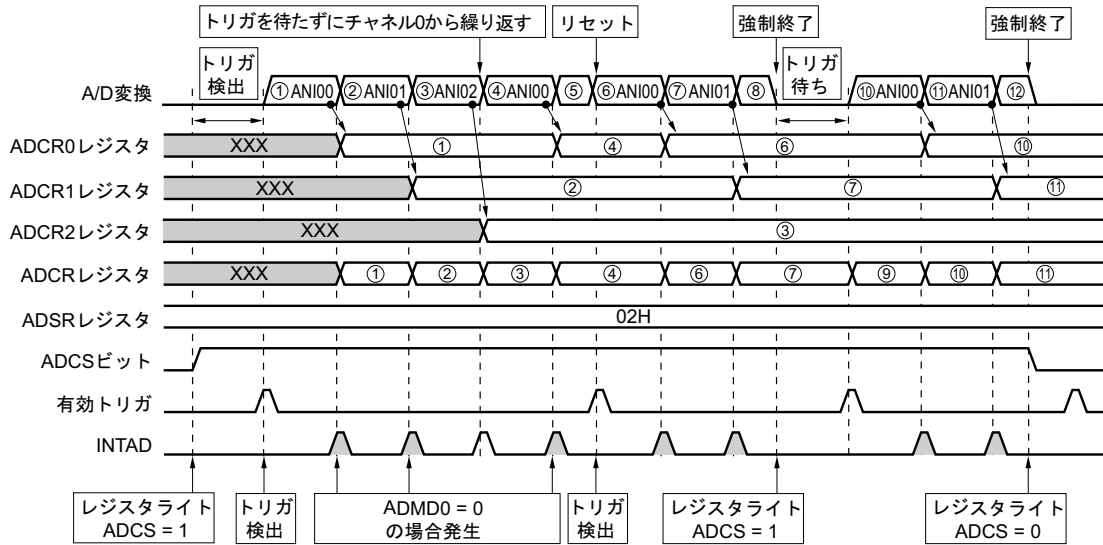 トリガを待たずにチャネル0から繰り返す リセット 強制終了 強制終了
トリガ
検出
トリガ
待ち
A/D変換 ①ANI00 ②ANI01 ③ANI02 ④ANI00 ⑤ ⑥ANI00 ⑦ANI01 ⑧ ⑩ANI00 ⑪ANI01 ⑫
ADCR0レジスタ XXX ① ④ ⑥ ⑩
ADCR1レジスタ XXX ② ⑦ ⑪
ADCR2レジスタ XXX ③
ADCRレジスタ XXX ① ② ③ ④ ⑥ ⑦ ⑨ ⑩ ⑪
ADSRレジスタ 02H
ADCSビット
有効トリガ
INTAD
レジスタライト
ADCS = 1
トリガ
検出
ADMD0 = 0
の場合発生
トリガ
検出
レジスタライト
ADCS = 1
レジスタライト
ADCS = 0